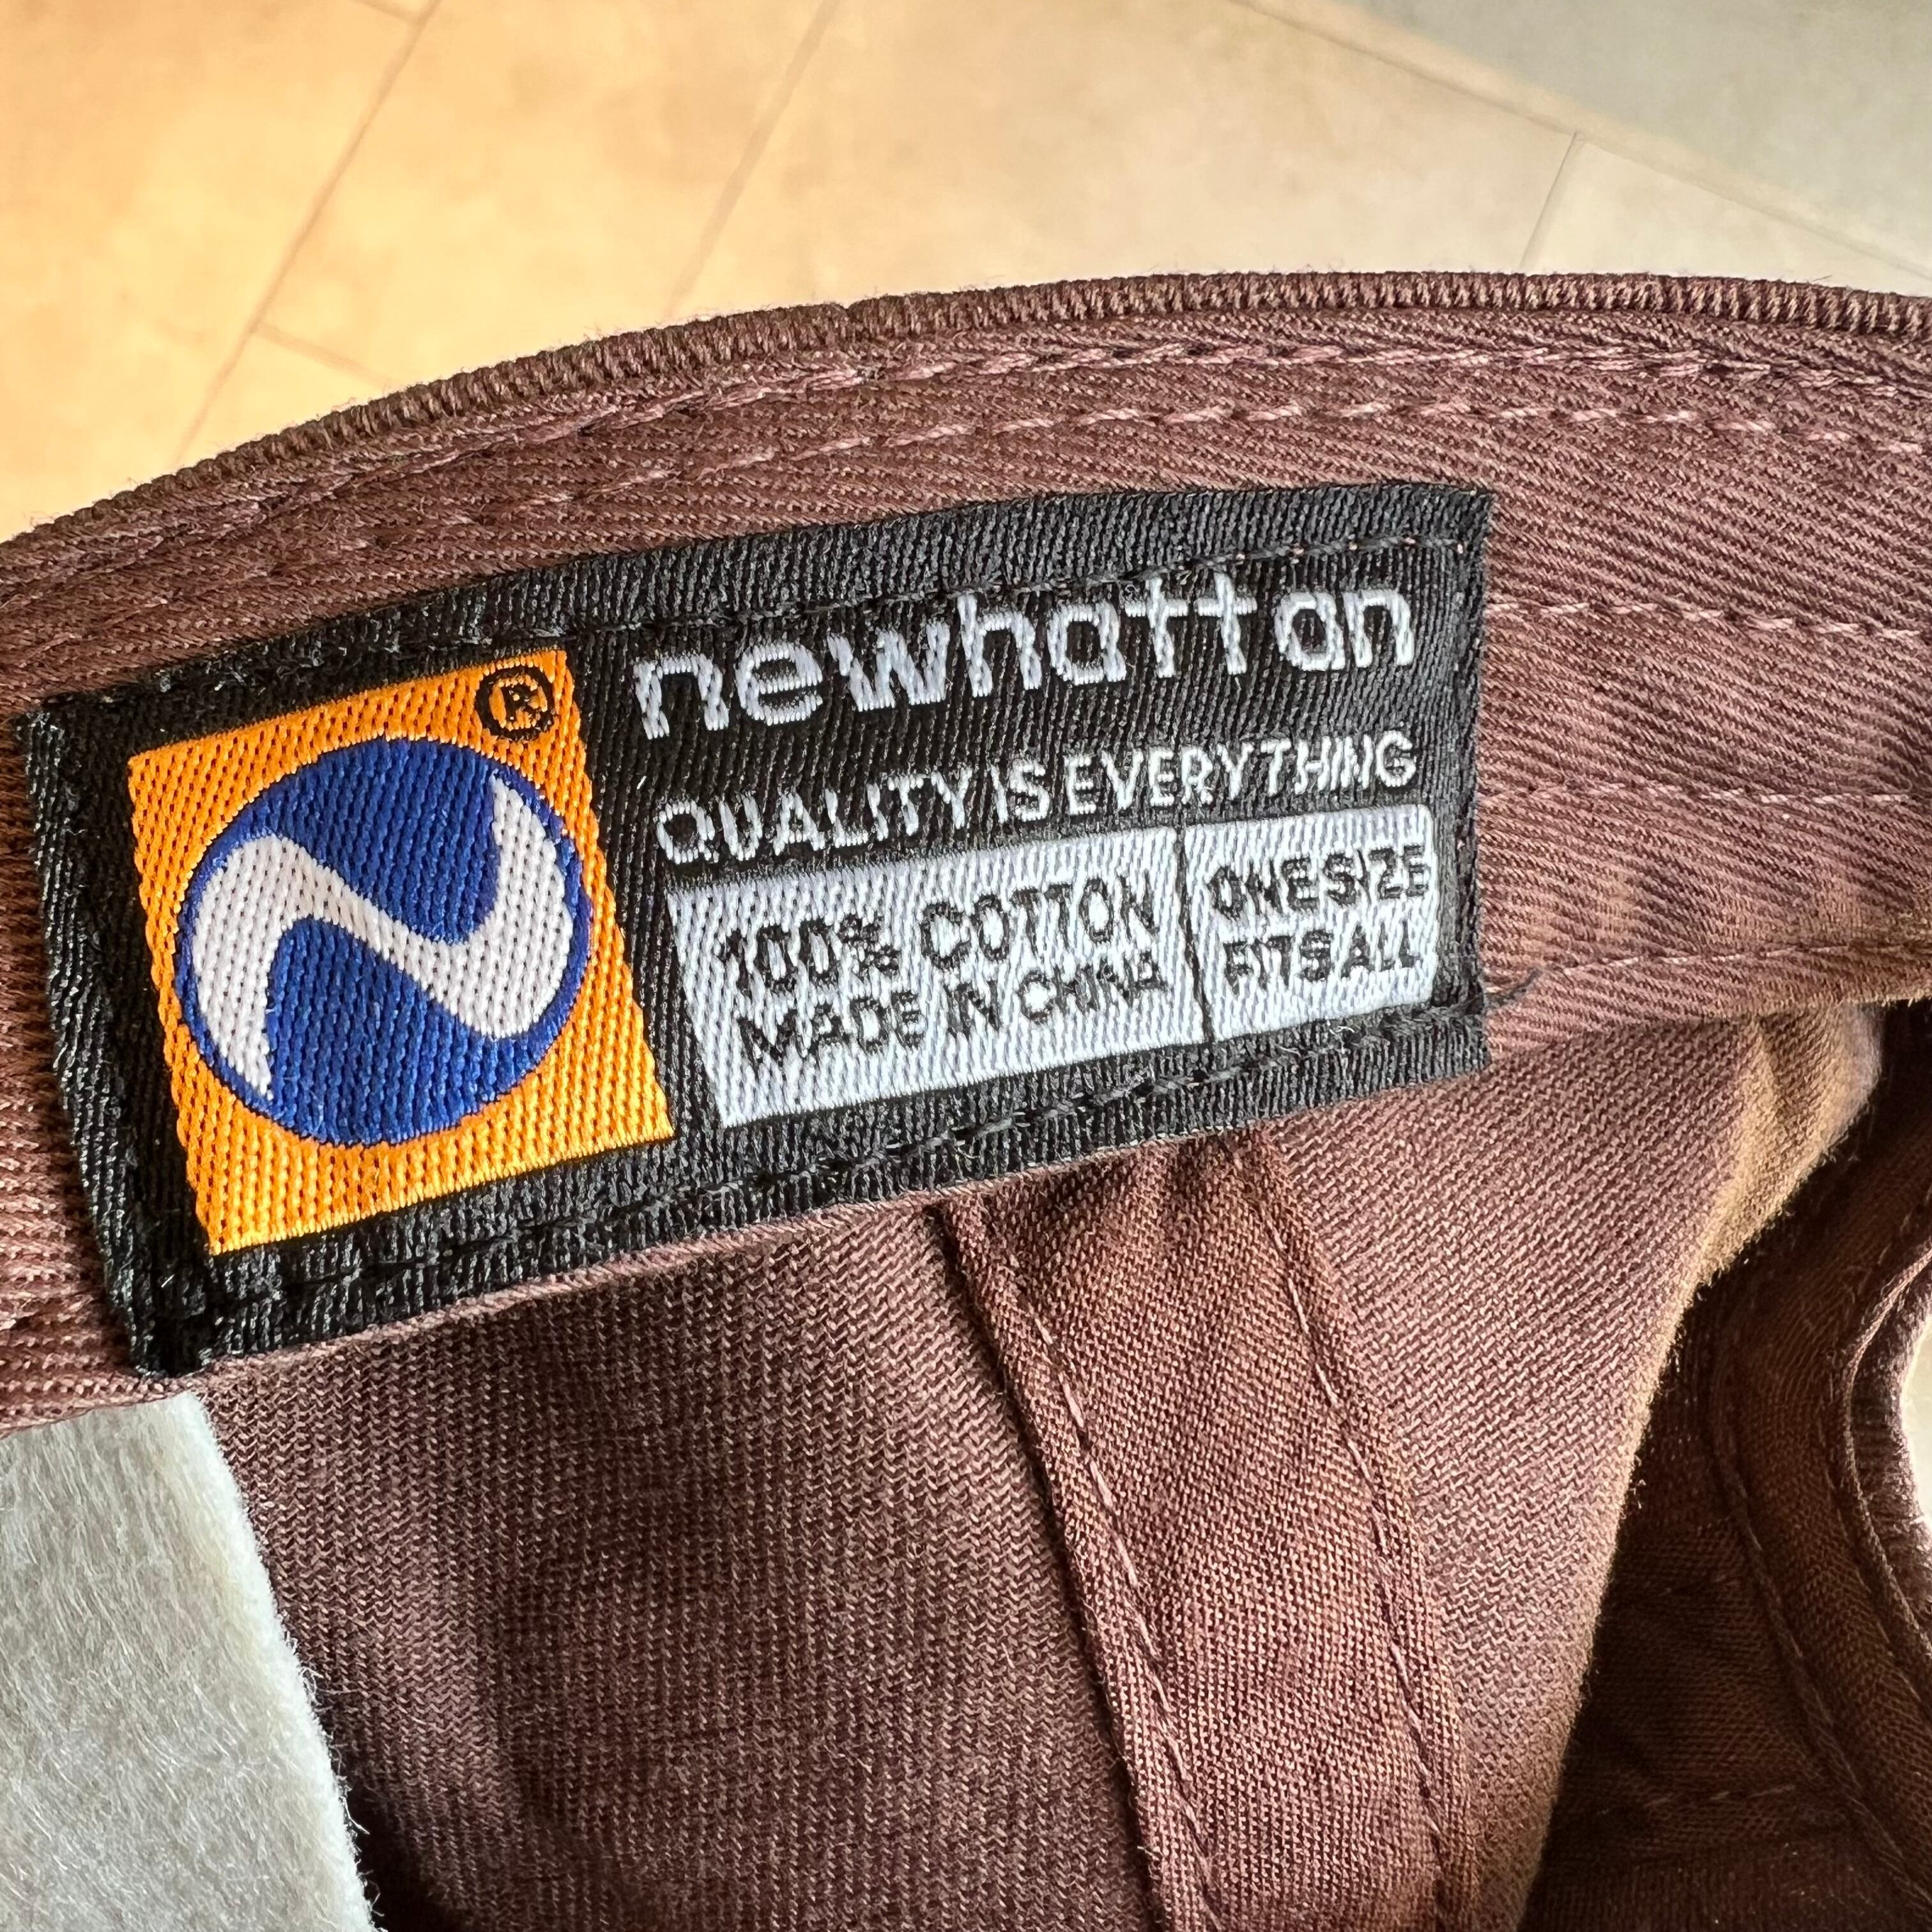 ®
newhattan
QUALITY IS EVERYTHING
100% COTTON
MADE IN CHINA
ONE SIZE
FITS ALL